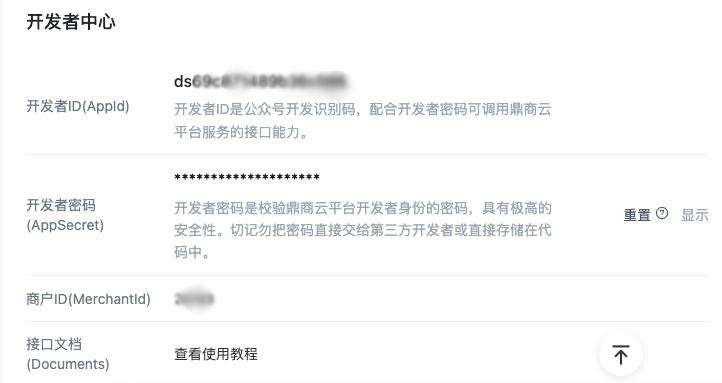 开发者中心
ds
开发者ID(AppId)
开发者ID是公众号开发识别码，配合开发者密码可调用鼎商云
平台服务的接口能力。
********************
开发者密码
(AppSecret)
开发者密码是校验鼎商云平台开发者身份的密码，具有极高的
安全性。切记勿把密码直接交给第三方开发者或直接存储在代
码中。
重置 ? 显示
商户ID(MerchantId)
接口文档
(Documents)
查看使用教程